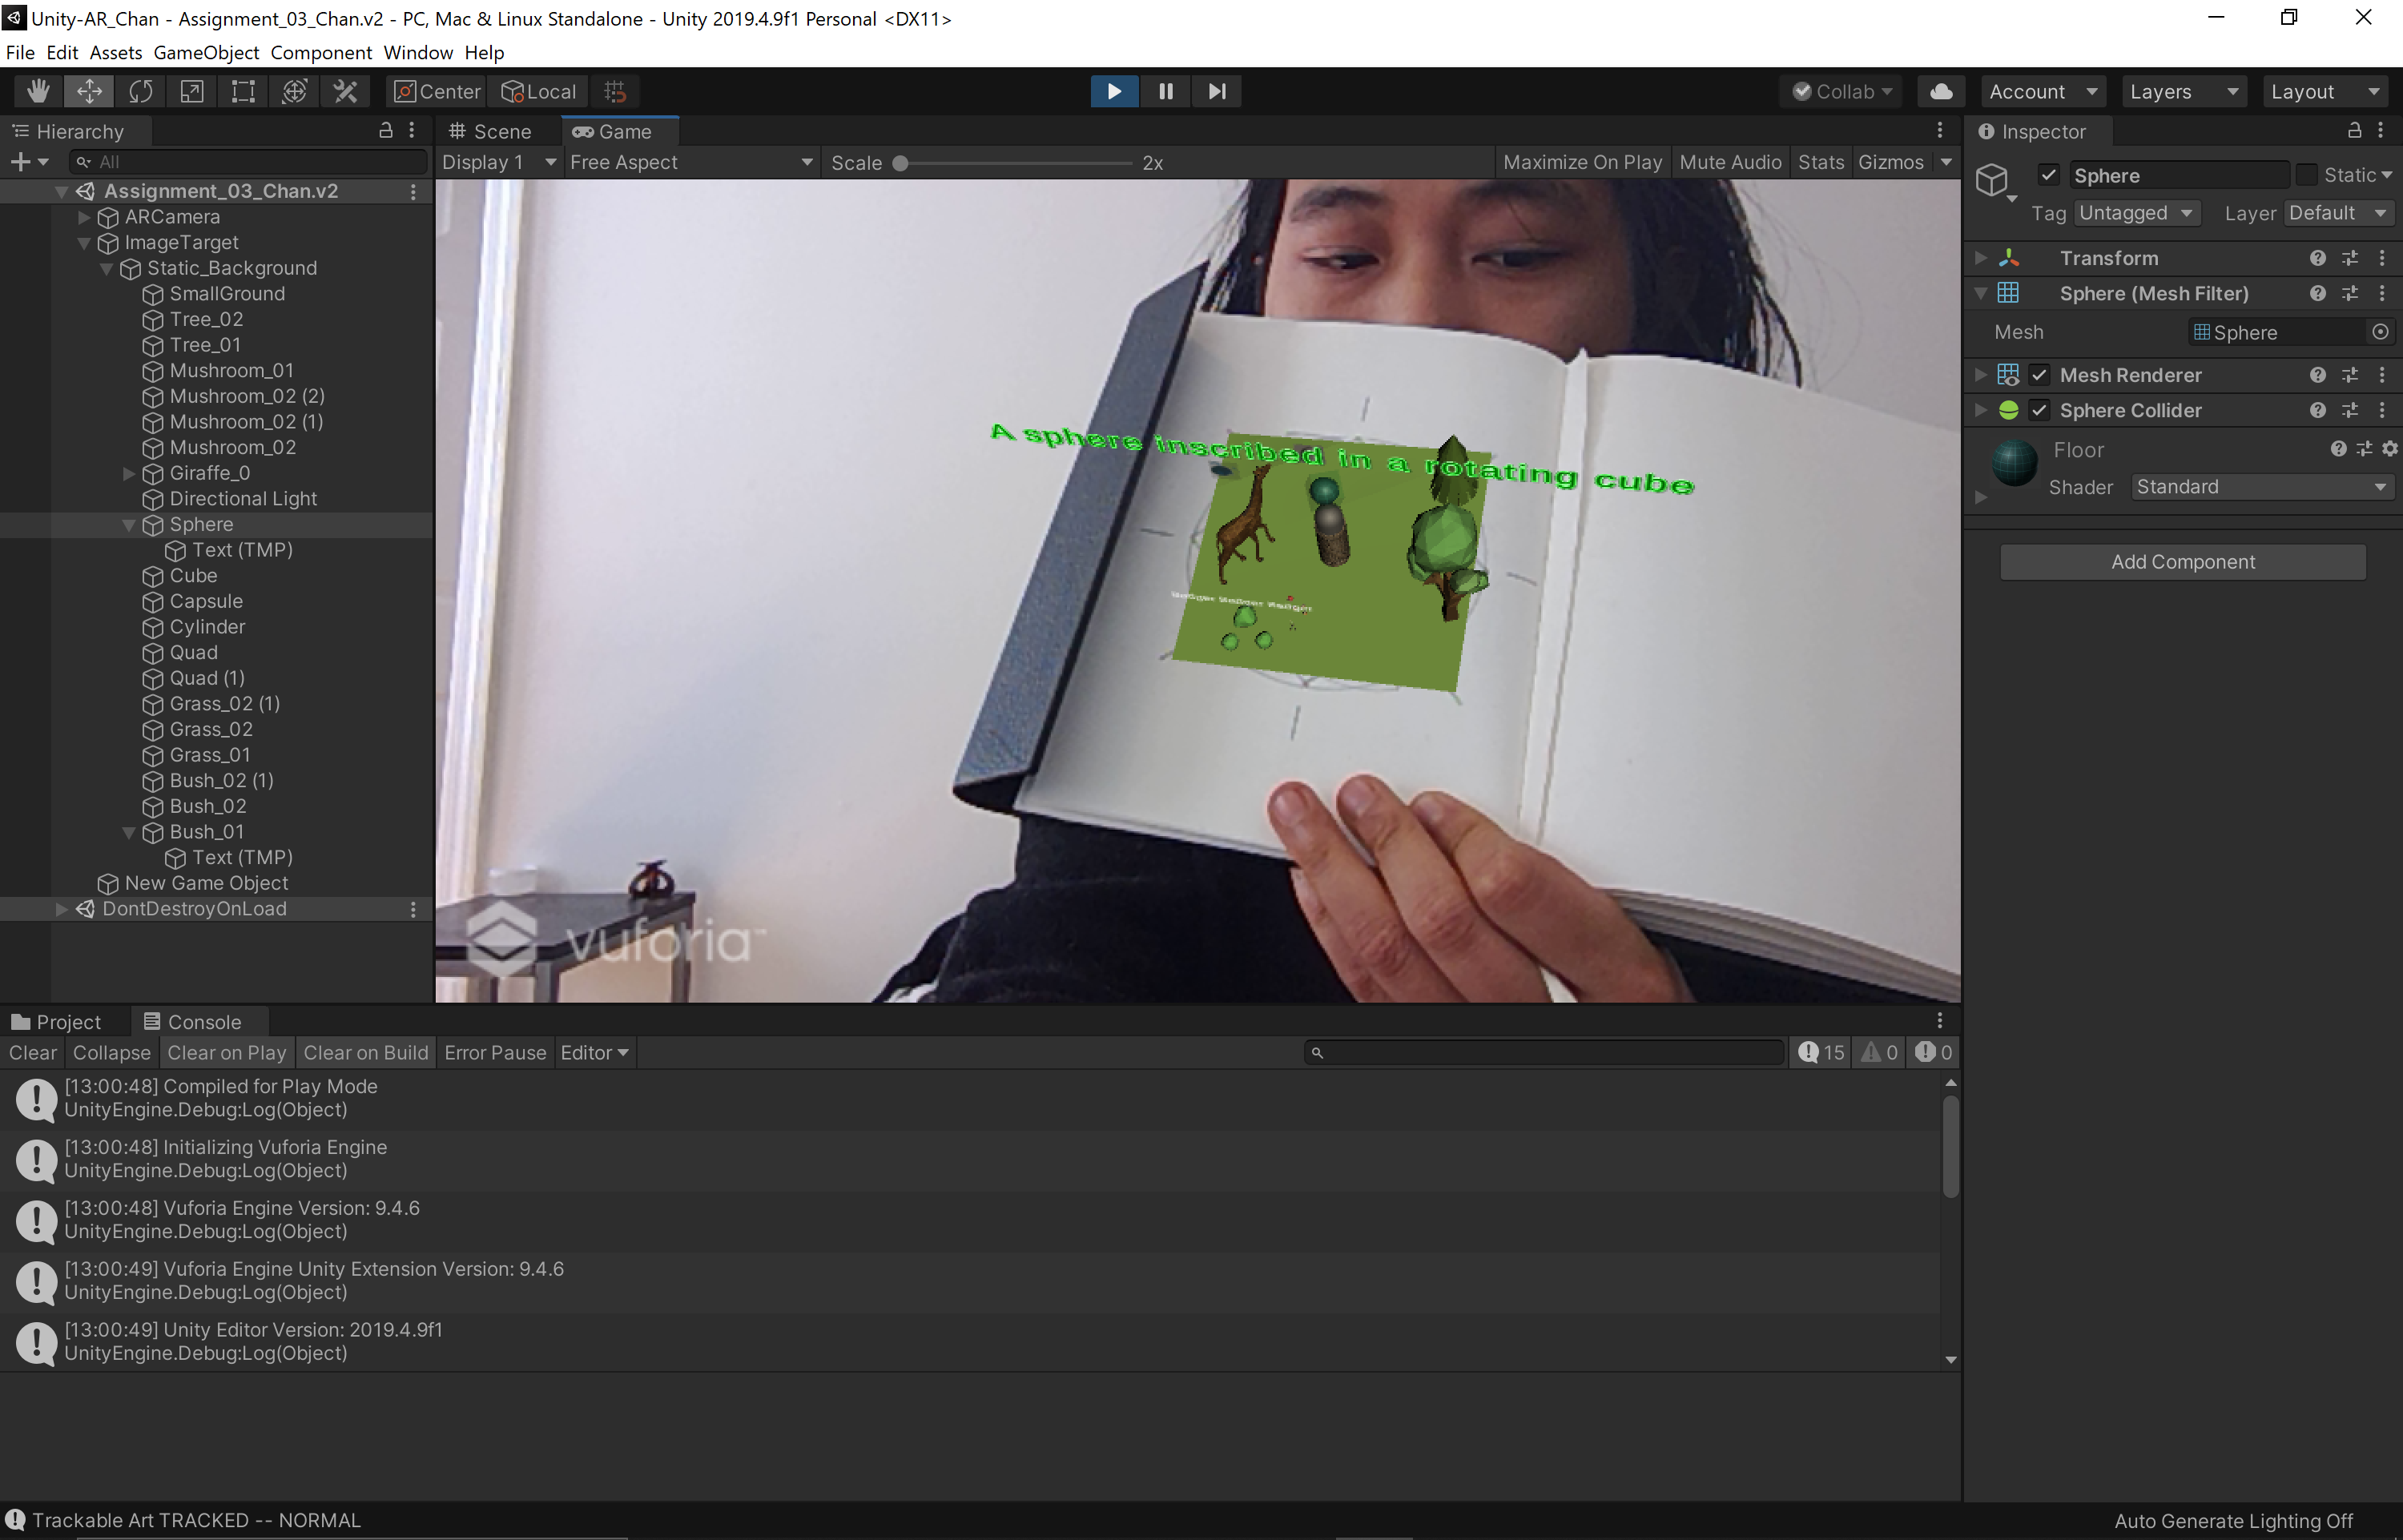 Unity-AR_Chan - Assignment_03_Chan.v2 - PC, Mac & Linux Standalone - Unity 2019.4.9f1 Personal <DX11>
File Edit Assets GameObject Component Window Help
Center Local Collab Account Layers Layout
Hierarchy
All
Assignment_03_Chan.v2
ARCamera
ImageTarget
Static_Background
SmallGround
Tree_02
Tree_01
Mushroom_01
Mushroom_02 (2)
Mushroom_02 (1)
Mushroom_02
Giraffe_0
Directional Light
Sphere
Text (TMP)
Cube
Capsule
Cylinder
Quad
Quad (1)
Grass_02 (1)
Grass_02
Grass_01
Bush_02 (1)
Bush_02
Bush_01
Text (TMP)
New Game Object
DontDestroyOnLoad
Scene Game
Display 1 Free Aspect Scale 2x Maximize On Play Mute Audio Stats Gizmos
A sphere inscribed in a rotating cube
vuforia™
Inspector
Sphere Static
Tag Untagged Layer Default
Transform
Sphere (Mesh Filter)
Mesh Sphere
Mesh Renderer
Sphere Collider
Floor
Shader Standard
Add Component
Project Console
Clear Collapse Clear on Play Clear on Build Error Pause Editor 15 0 0
[13:00:48] Compiled for Play Mode
UnityEngine.Debug:Log(Object)
[13:00:48] Initializing Vuforia Engine
UnityEngine.Debug:Log(Object)
[13:00:48] Vuforia Engine Version: 9.4.6
UnityEngine.Debug:Log(Object)
[13:00:49] Vuforia Engine Unity Extension Version: 9.4.6
UnityEngine.Debug:Log(Object)
[13:00:49] Unity Editor Version: 2019.4.9f1
UnityEngine.Debug:Log(Object)
Trackable Art TRACKED -- NORMAL
Auto Generate Lighting Off